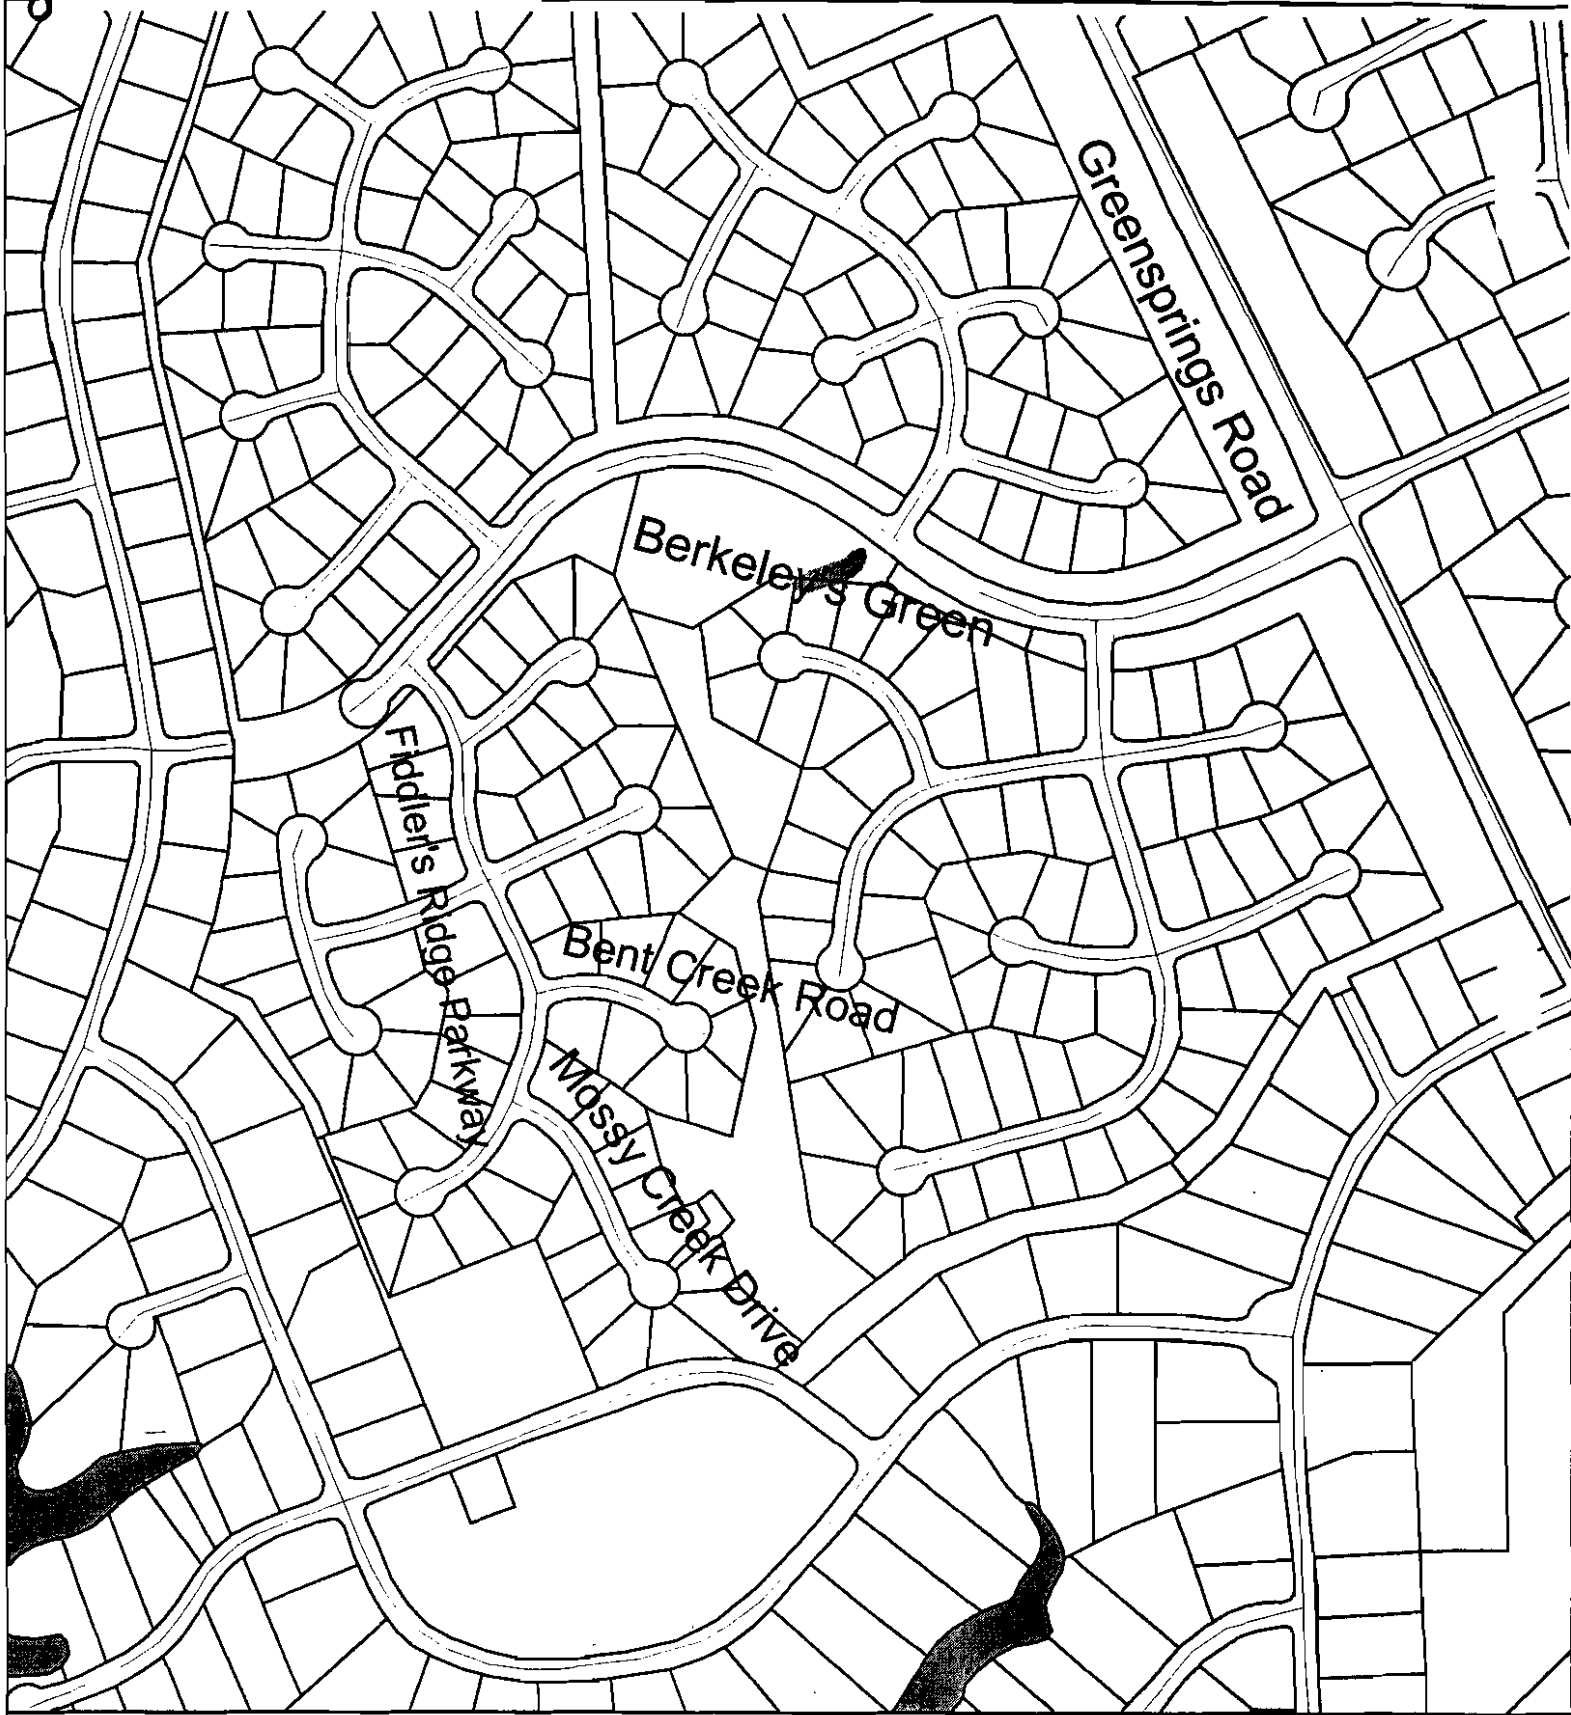 Greensprings Road
Berkeley's Green
Fiddler's Ridge Parkway
Bent Creek Road
Mossy Creek Drive